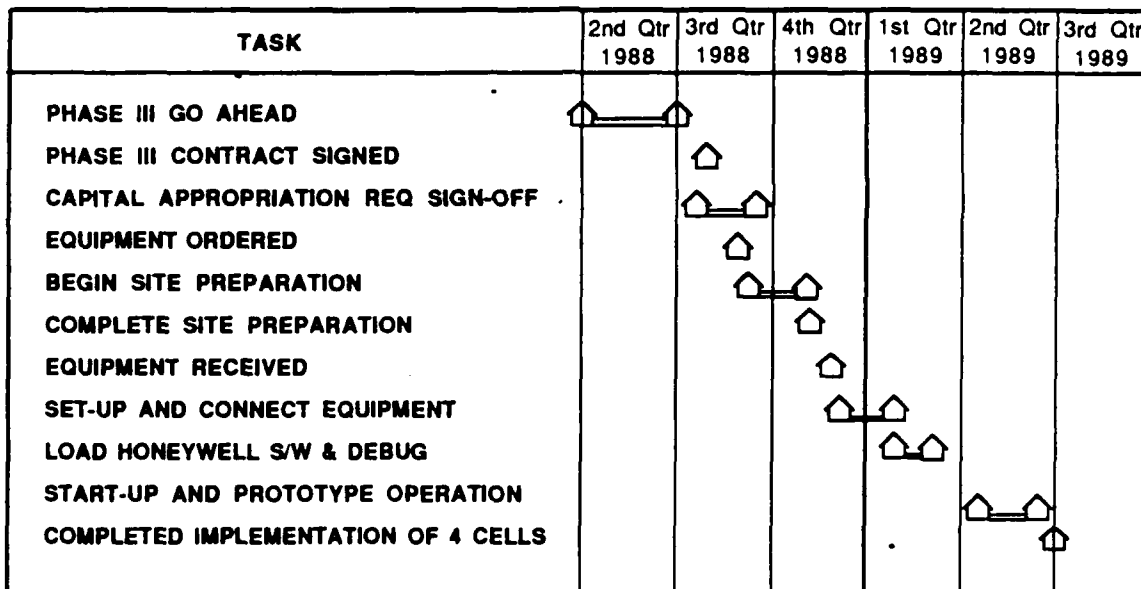 TASK
2nd Qtr 3rd Qtr 4th Qtr 1st Qtr 2nd Qtr 3rd Qtr
1988 1988 1988 1989 1989 1989
PHASE III GO AHEAD
PHASE III CONTRACT SIGNED
CAPITAL APPROPRIATION REQ SIGN-OFF
EQUIPMENT ORDERED
BEGIN SITE PREPARATION
COMPLETE SITE PREPARATION
EQUIPMENT RECEIVED
SET-UP AND CONNECT EQUIPMENT
LOAD HONEYWELL S/W & DEBUG
START-UP AND PROTOTYPE OPERATION
COMPLETED IMPLEMENTATION OF 4 CELLS